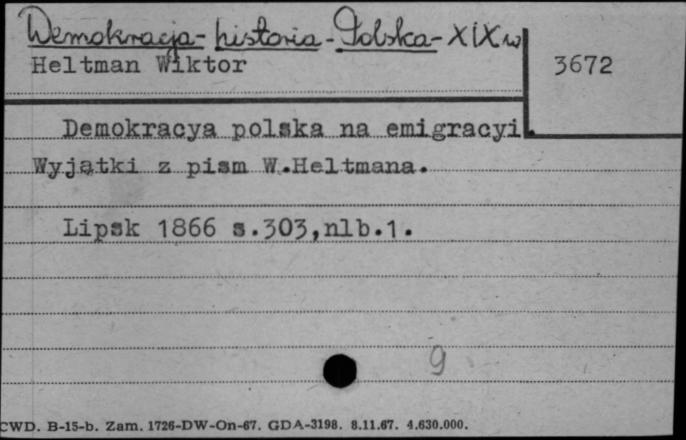 Demokracja - historia - Polska - XIX w
Heltman Wiktor
3672
Demokracya polska na emigracyi.
Wyjątki z pism W.Heltmana.
Lipsk 1866 s.303,nlb.1.
9
CWD. B-15-b. Zam. 1726-DW-On-67. GDA-3198. 8.11.67. 4.630.000.